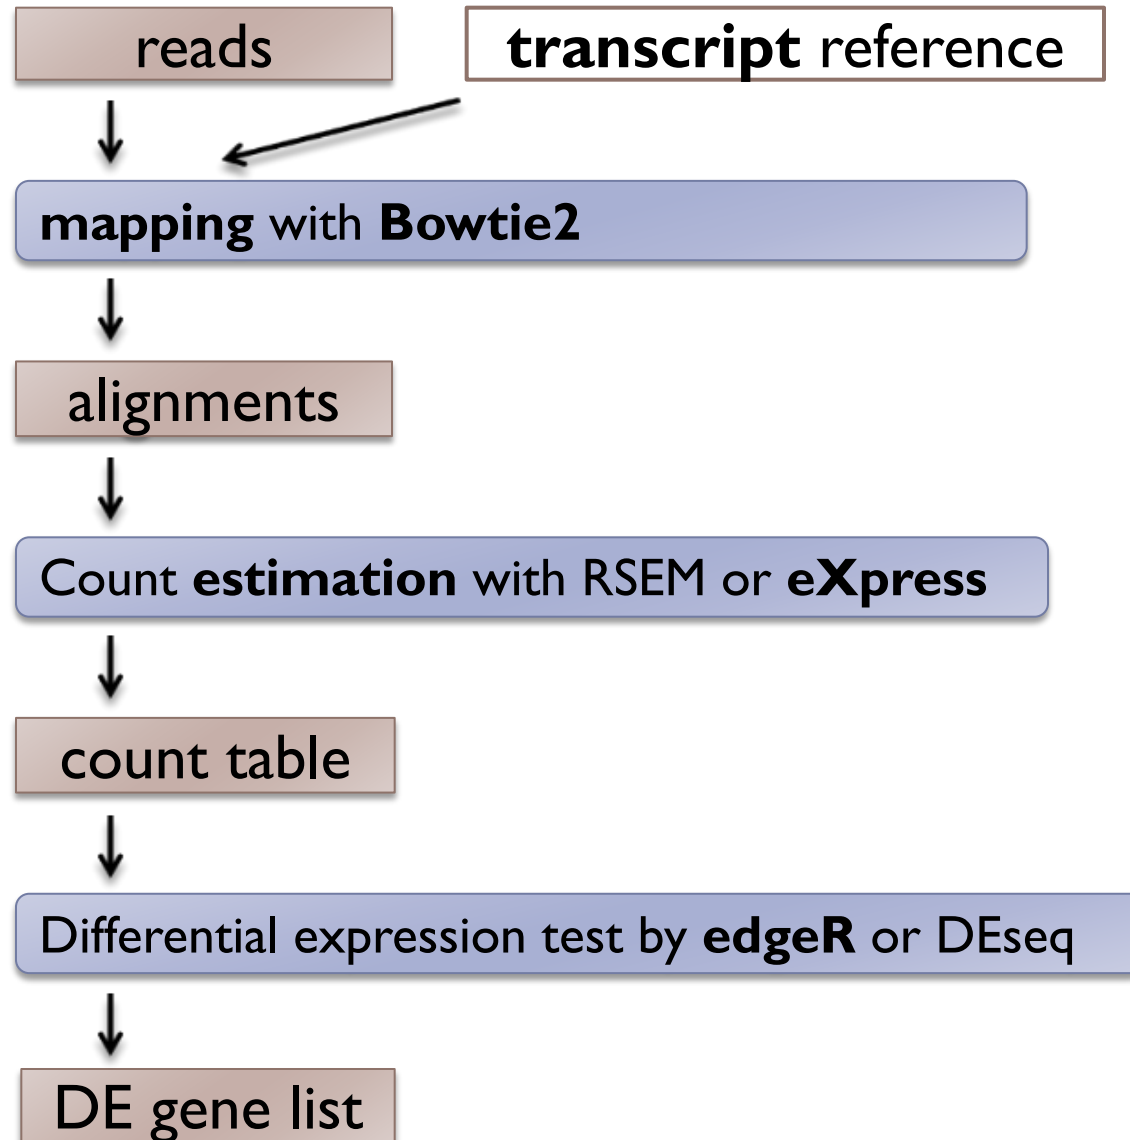 reads
transcript reference
mapping with Bowtie2
alignments
Count estimation with RSEM or eXpress
count table
Differential expression test by edgeR or DEseq
DE gene list